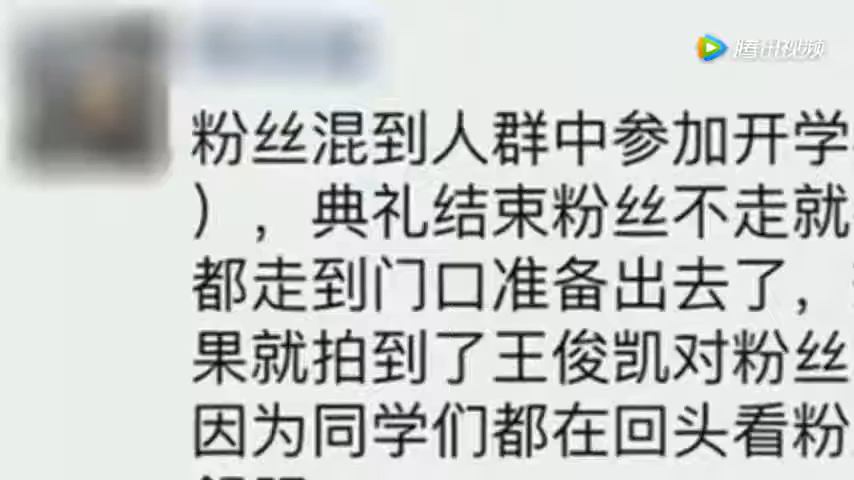 腾讯视频
粉丝混到人群中参加开学
），典礼结束粉丝不走就
都走到门口准备出去了，
果就拍到了王俊凯对粉丝
因为同学们都在回头看粉